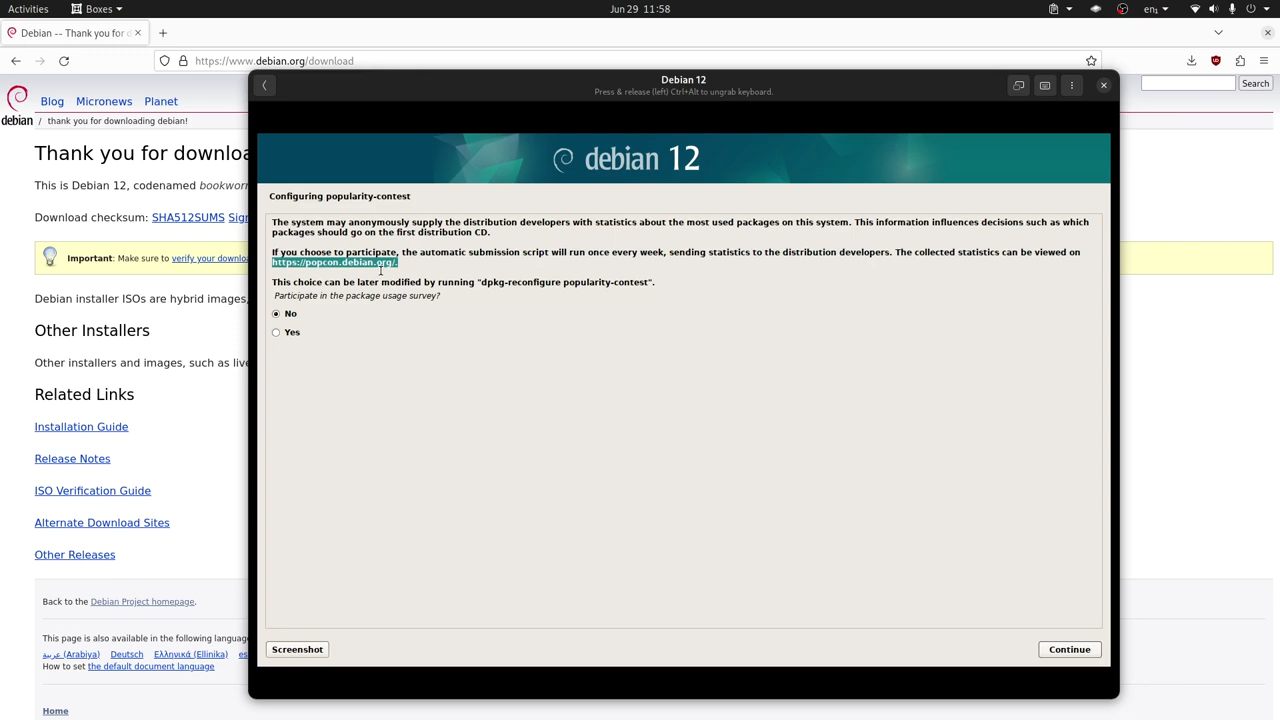 Activities
Boxes
Jun 29 11:58
en₁
Debian -- Thank you for d
https://www.debian.org/download
Debian 12
Press & release (left) Ctrl+Alt to ungrab keyboard.
debian
Blog
Micronews
Planet
Search
/ thank you for downloading debian!
Thank you for downloa
This is Debian 12, codenamed bookwor
Download checksum: SHA512SUMS Sign
Important: Make sure to verify your downloa
Debian installer ISOs are hybrid images,
Other Installers
Other installers and images, such as live
Related Links
Installation Guide
Release Notes
ISO Verification Guide
Alternate Download Sites
Other Releases
Back to the Debian Project homepage.
This page is also available in the following language
عربية (Arabiya) Deutsch Ελληνικά (Ellinika) es
How to set the default document language
Home
debian 12
Configuring popularity-contest
The system may anonymously supply the distribution developers with statistics about the most used packages on this system. This information influences decisions such as which
packages should go on the first distribution CD.
If you choose to participate, the automatic submission script will run once every week, sending statistics to the distribution developers. The collected statistics can be viewed on
https://popcon.debian.org/.
This choice can be later modified by running "dpkg-reconfigure popularity-contest".
Participate in the package usage survey?
No
Yes
Screenshot
Continue